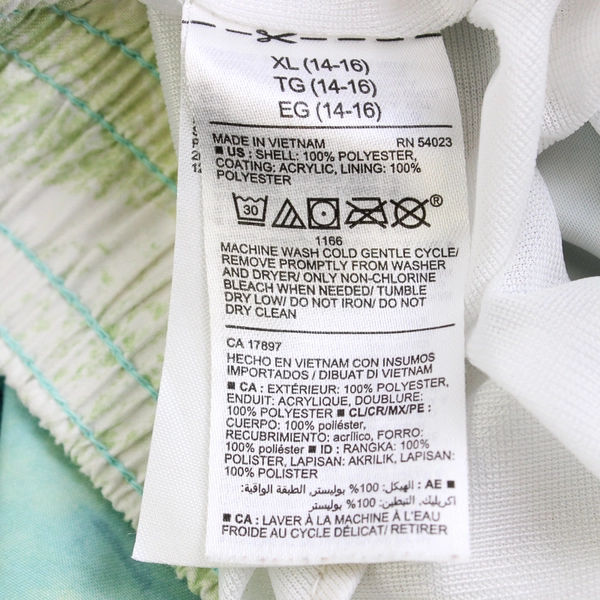 XL (14-16)
TG (14-16)
EG (14-16)
MADE IN VIETNAM RN 54023
■ US : SHELL: 100% POLYESTER,
COATING: ACRYLIC, LINING: 100%
POLYESTER
30
®
1166
MACHINE WASH COLD GENTLE CYCLE/
REMOVE PROMPTLY FROM WASHER
AND DRYER/ ONLY NON-CHLORINE
BLEACH WHEN NEEDED/ TUMBLE
DRY LOW/ DO NOT IRON/ DO NOT
DRY CLEAN
CA 17897
HECHO EN VIETNAM CON INSUMOS
IMPORTADOS / DIBUAT DI VIETNAM
■ CA : EXTÉRIEUR: 100% POLYESTER,
ENDUIT: ACRYLIQUE, DOUBLURE:
100% POLYESTER ■ CL/CR/MX/PE :
CUERPO: 100% poliéster,
RECUBRIMIENTO: acrílico, FORRO:
100% poliéster ■ ID : RANGKA: 100%
POLISTER, LAPISAN: AKRILIK, LAPISAN:
100% POLISTER
■ AE : الهيكل: 100% بوليستر, الطبقة الواقية:
اكريليك, التبطين: 100% بوليستر
■ CA : LAVER À LA MACHINE À L'EAU
FROIDE AU CYCLE DÉLICAT/ RETIRER